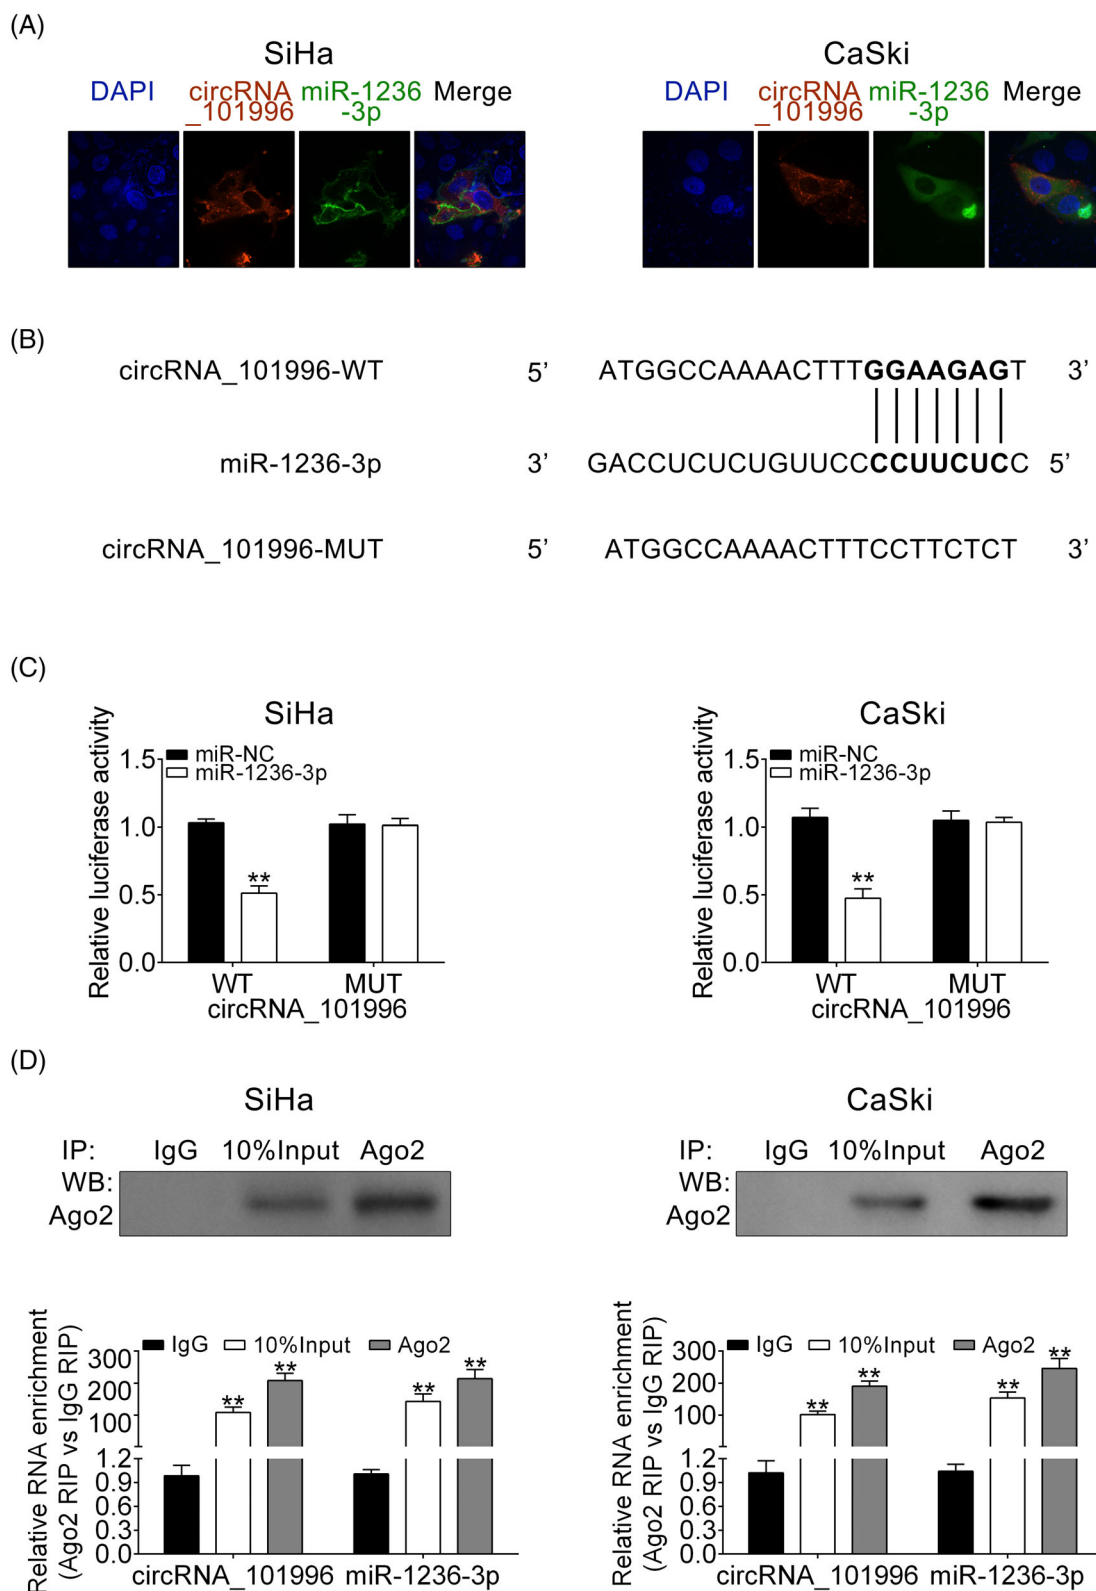 (A)
SiHa
DAPI circRNA _101996 miR-1236 -3p Merge
CaSki
DAPI circRNA _101996 miR-1236 -3p Merge
(B)
circRNA_101996-WT 5’ ATGGCCAAAACTTTGGAAGAGT 3’
miR-1236-3p 3’ GACCUCUCUGUUCCCCUUCUCC 5’
circRNA_101996-MUT 5’ ATGGCCAAAACTTTCCTTCTCT 3’
(C)
SiHa
Relative luciferase activity
miR-NC
miR-1236-3p
1.5
1.0
0.5
0.0
**
WT MUT
circRNA_101996
CaSki
Relative luciferase activity
miR-NC
miR-1236-3p
1.5
1.0
0.5
0.0
**
WT MUT
circRNA_101996
(D)
SiHa
IP: IgG 10%Input Ago2
WB:
Ago2
CaSki
IP: IgG 10%Input Ago2
WB:
Ago2
Relative RNA enrichment
(Ago2 RIP vs IgG RIP)
IgG 10%Input Ago2
300
200
100
1.2
0.9
0.6
0.3
0.0
** ** ** **
circRNA_101996 miR-1236-3p
Relative RNA enrichment
(Ago2 RIP vs IgG RIP)
IgG 10%Input Ago2
300
200
100
1.2
0.9
0.6
0.3
0.0
** ** ** **
circRNA_101996 miR-1236-3p